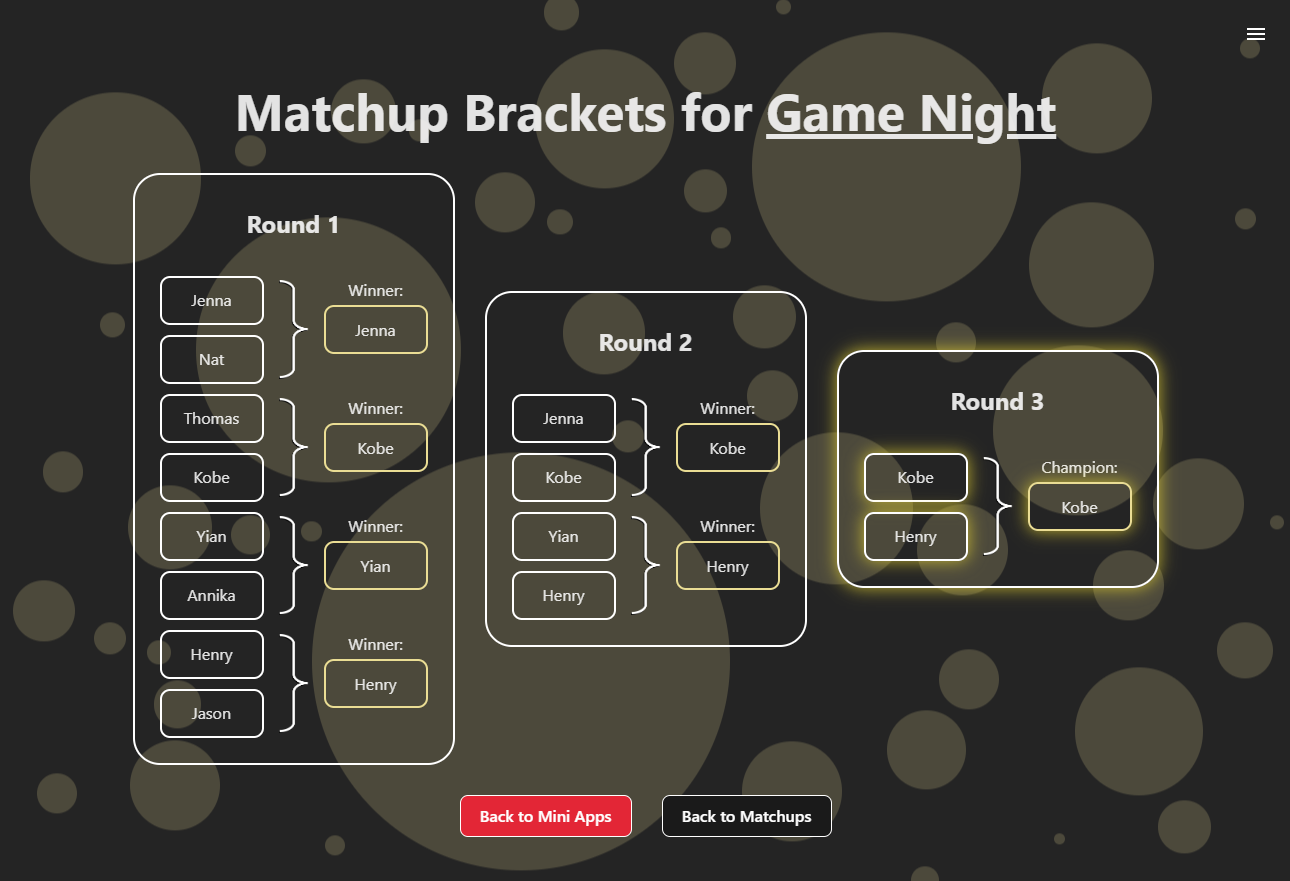 Matchup Brackets for Game Night
Round 1
Jenna
Nat
Winner:
Jenna
Thomas
Kobe
Winner:
Kobe
Yian
Annika
Winner:
Yian
Henry
Jason
Winner:
Henry
Round 2
Jenna
Kobe
Winner:
Kobe
Yian
Henry
Winner:
Henry
Round 3
Kobe
Henry
Champion:
Kobe
Back to Mini Apps
Back to Matchups